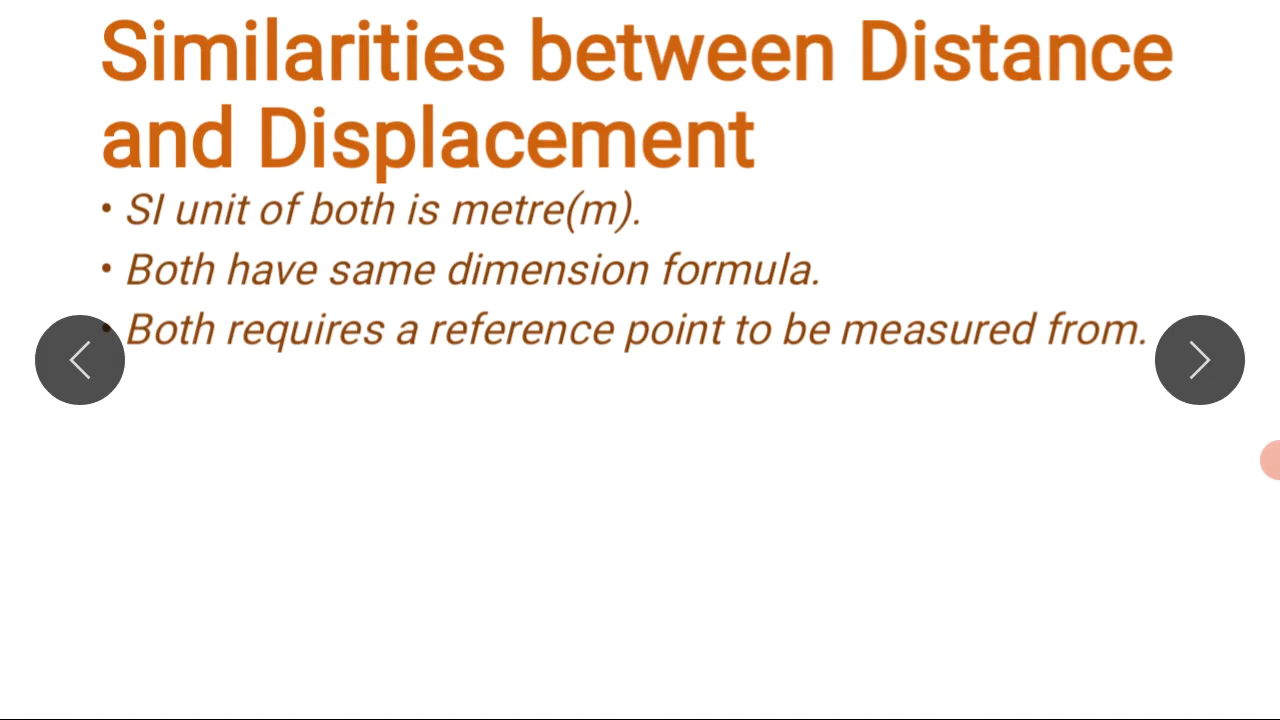 Similarities between Distance
and Displacement
• SI unit of both is metre(m).
• Both have same dimension formula.
• Both requires a reference point to be measured from.